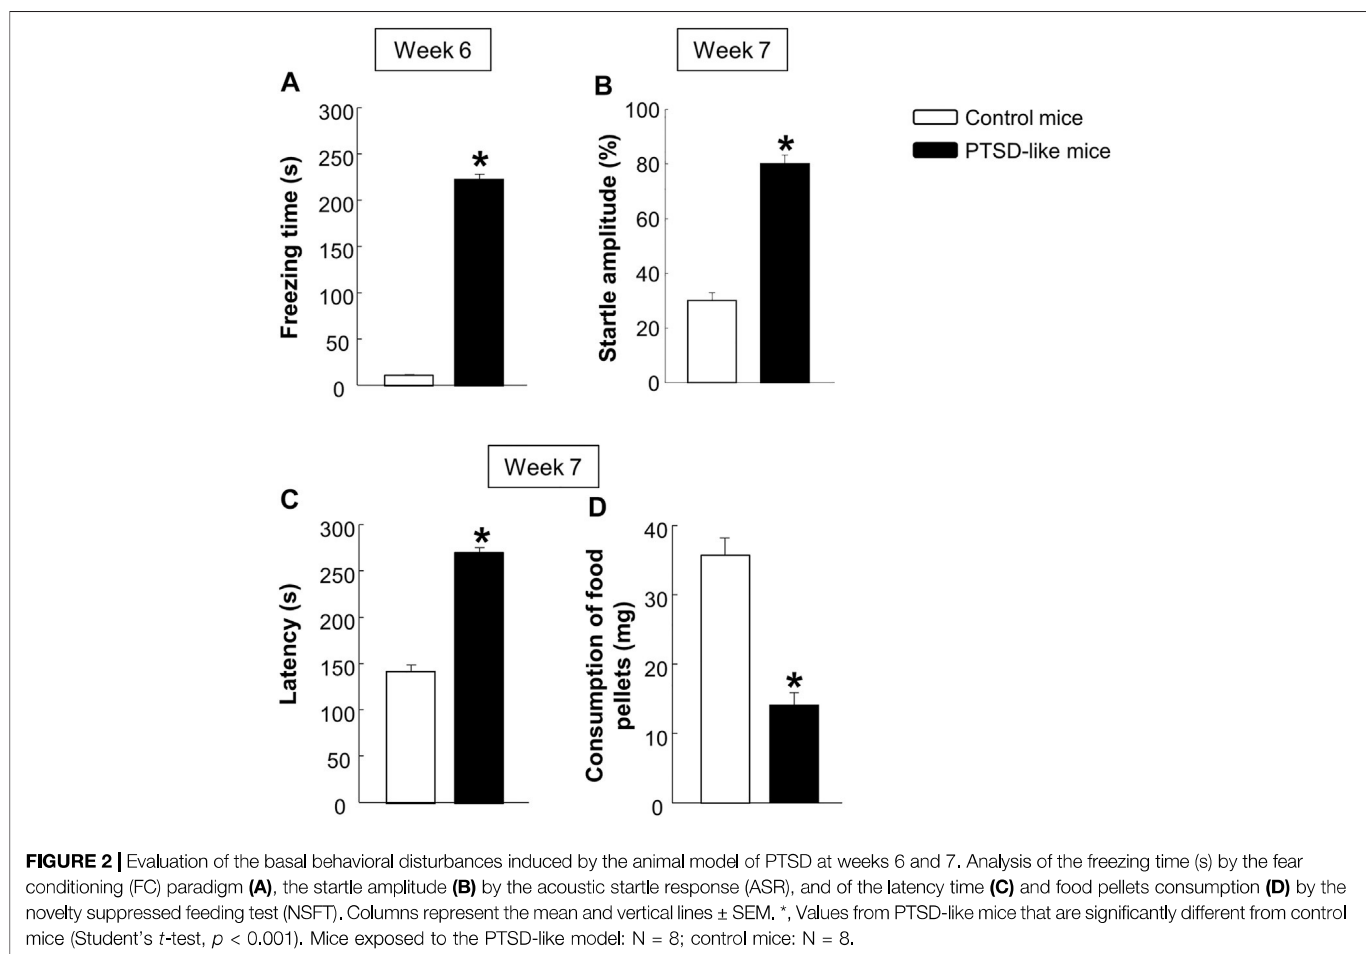 Week 6
Week 7
A
B
Control mice
PTSD-like mice
Freezing time (s)
300
250
200
150
100
50
0
*
Startle amplitude (%)
100
80
60
40
20
0
*
Week 7
C
D
Latency (s)
300
250
200
150
100
50
0
*
Consumption of food
pellets (mg)
40
30
20
10
0
*
FIGURE 2 | Evaluation of the basal behavioral disturbances induced by the animal model of PTSD at weeks 6 and 7. Analysis of the freezing time (s) by the fear
conditioning (FC) paradigm (A), the startle amplitude (B) by the acoustic startle response (ASR), and of the latency time (C) and food pellets consumption (D) by the
novelty suppressed feeding test (NSFT). Columns represent the mean and vertical lines ± SEM. *, Values from PTSD-like mice that are significantly different from control
mice (Student's t-test, p < 0.001). Mice exposed to the PTSD-like model: N = 8; control mice: N = 8.